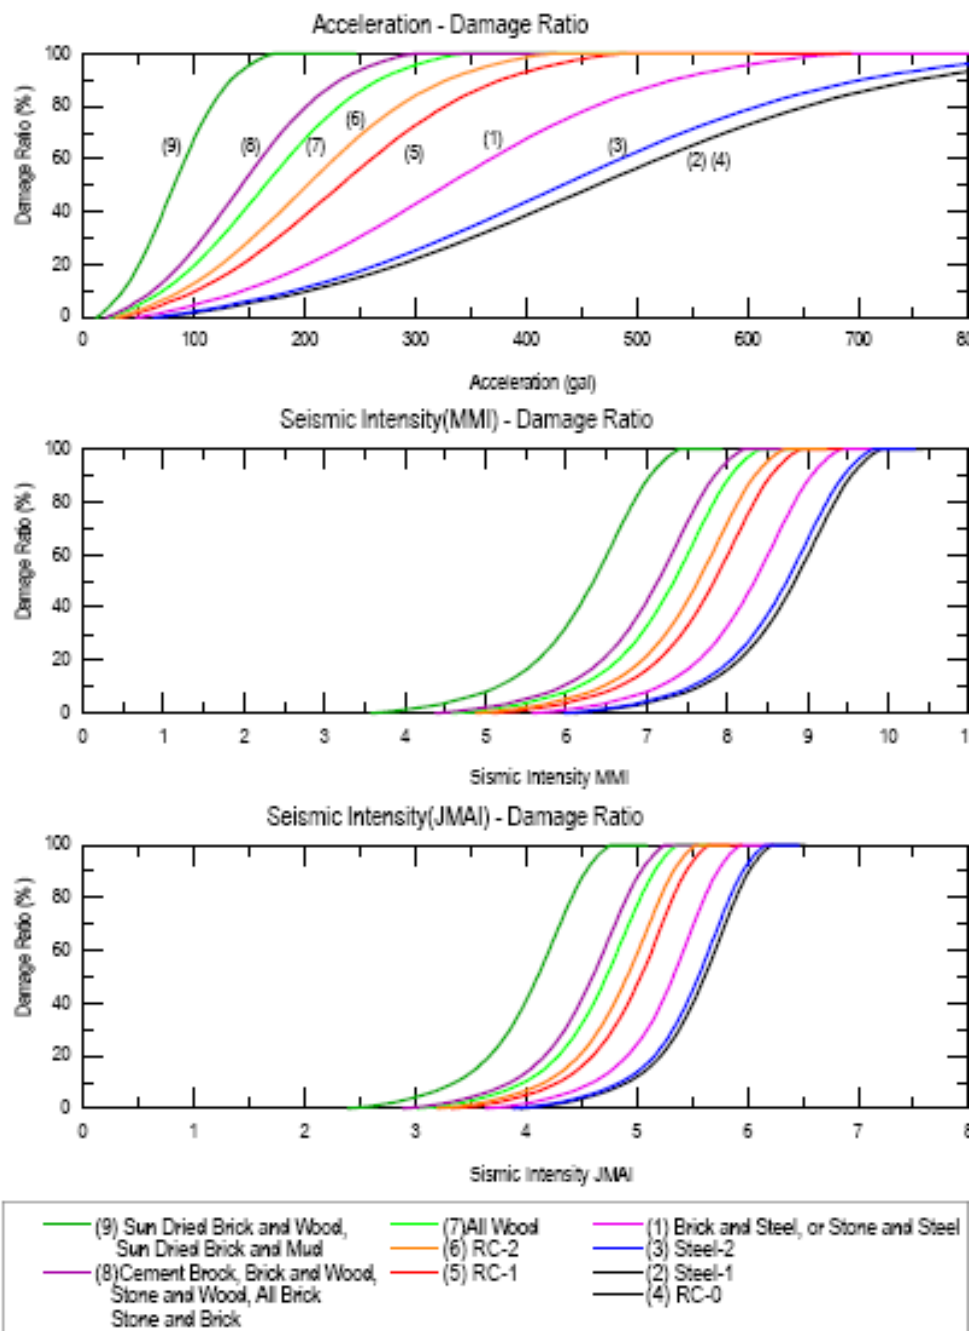 Acceleration - Damage Ratio
Damage Ratio (%)
100
80
60
40
20
0
(9)
(8)
(7)
(6)
(5)
(1)
(3)
(2) (4)
0 100 200 300 400 500 600 700 80
Acceleration (gal)
Seismic Intensity(MMI) - Damage Ratio
Damage Ratio (%)
100
80
60
40
20
0
0 1 2 3 4 5 6 7 8 9 10 1
Sismic Intensity MMI
Seismic Intensity(JMAI) - Damage Ratio
Damage Ratio (%)
100
80
60
40
20
0
0 1 2 3 4 5 6 7 8
Sismic Intensity JMAI
(9) Sun Dried Brick and Wood,
Sun Dried Brick and Mud
(8)Cement Brock, Brick and Wood,
Stone and Wood, All Brick
Stone and Brick
(7)All Wood
(6) RC-2
(5) RC-1
(1) Brick and Steel, or Stone and Steel
(3) Steel-2
(2) Steel-1
(4) RC-0